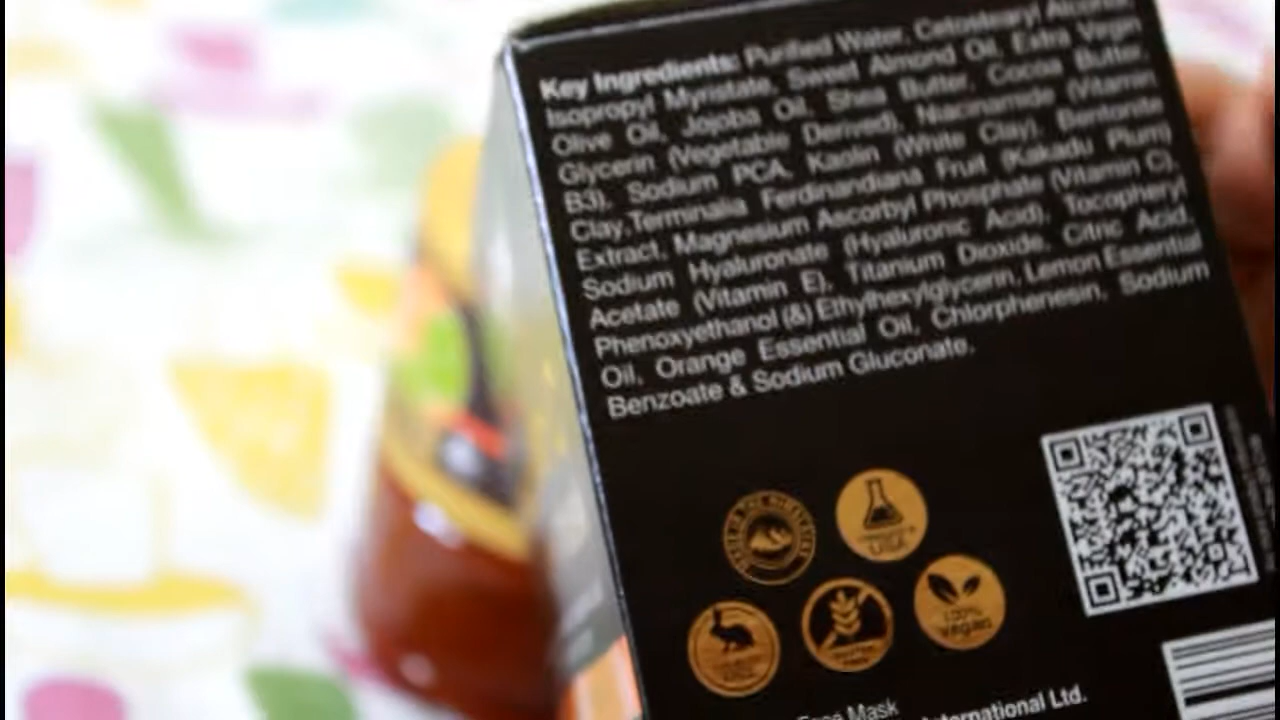 Key Ingredients: Purified Water, Cetostearyl Alcohol,
Isopropyl Myristate, Sweet Almond Oil, Extra Virgin
Olive Oil, Jojoba Oil, Shea Butter, Cocoa Butter,
Glycerin (Vegetable Derived), Niacinamide (Vitamin
B3), Sodium PCA, Kaolin (White Clay), Bentonite
Clay,Terminalia Ferdinandiana Fruit (Kakadu Plum)
Extract, Magnesium Ascorbyl Phosphate (Vitamin C),
Sodium Hyaluronate (Hyaluronic Acid), Tocopheryl
Acetate (Vitamin E), Titanium Dioxide, Citric Acid,
Phenoxyethanol (&) Ethylhexylglycerin, Lemon Essential
Oil, Orange Essential Oil, Chlorphenesin, Sodium
Benzoate & Sodium Gluconate.
USA
100%
Vegan
Free Mask
International Ltd.